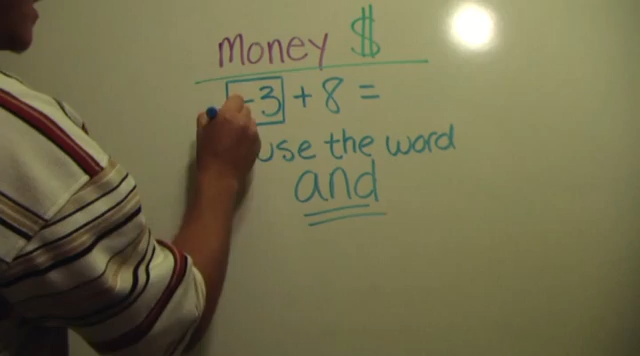 Money $
-3 + 8 =
use the word
and